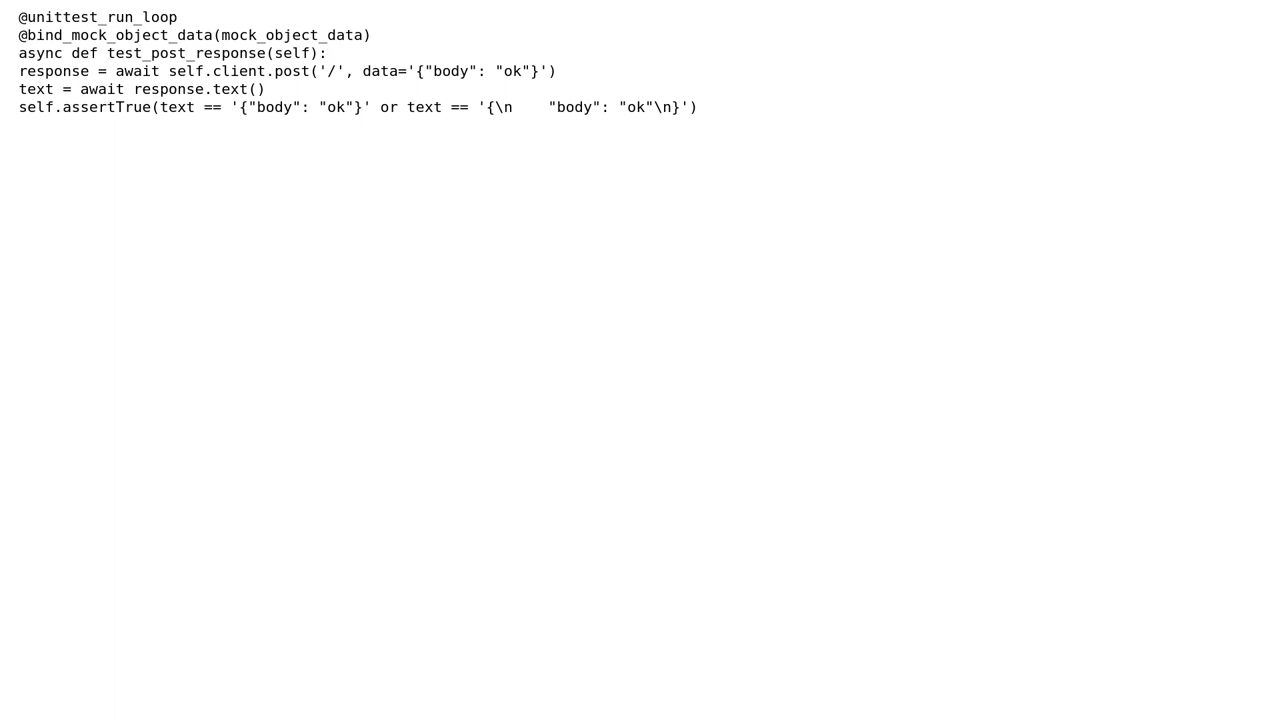 @unittest_run_loop
@bind_mock_object_data(mock_object_data)
async def test_post_response(self):
response = await self.client.post('/', data='{"body": "ok"}')
text = await response.text()
self.assertTrue(text == '{"body": "ok"}' or text == '{\n    "body": "ok"\n}')